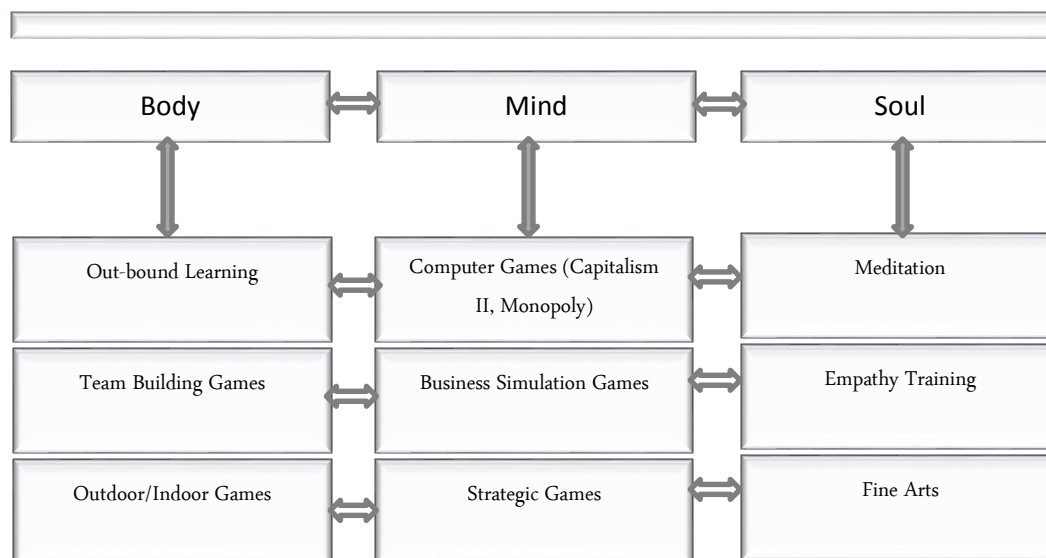 Body
Mind
Soul
Out-bound Learning
Computer Games (Capitalism
II, Monopoly)
Meditation
Team Building Games
Business Simulation Games
Empathy Training
Outdoor/Indoor Games
Strategic Games
Fine Arts